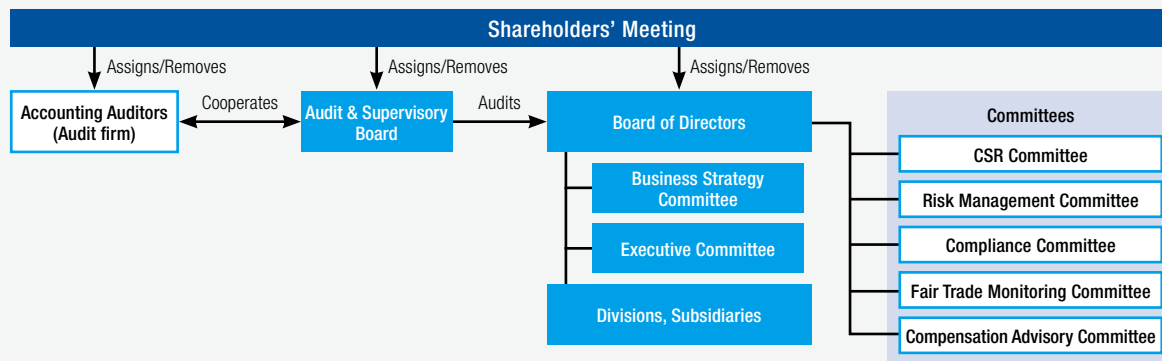 Shareholders' Meeting
Assigns/Removes
Assigns/Removes
Assigns/Removes
Accounting Auditors
(Audit firm)
Cooperates
Audit & Supervisory
Board
Audits
Board of Directors
Business Strategy
Committee
Executive Committee
Divisions, Subsidiaries
Committees
CSR Committee
Risk Management Committee
Compliance Committee
Fair Trade Monitoring Committee
Compensation Advisory Committee